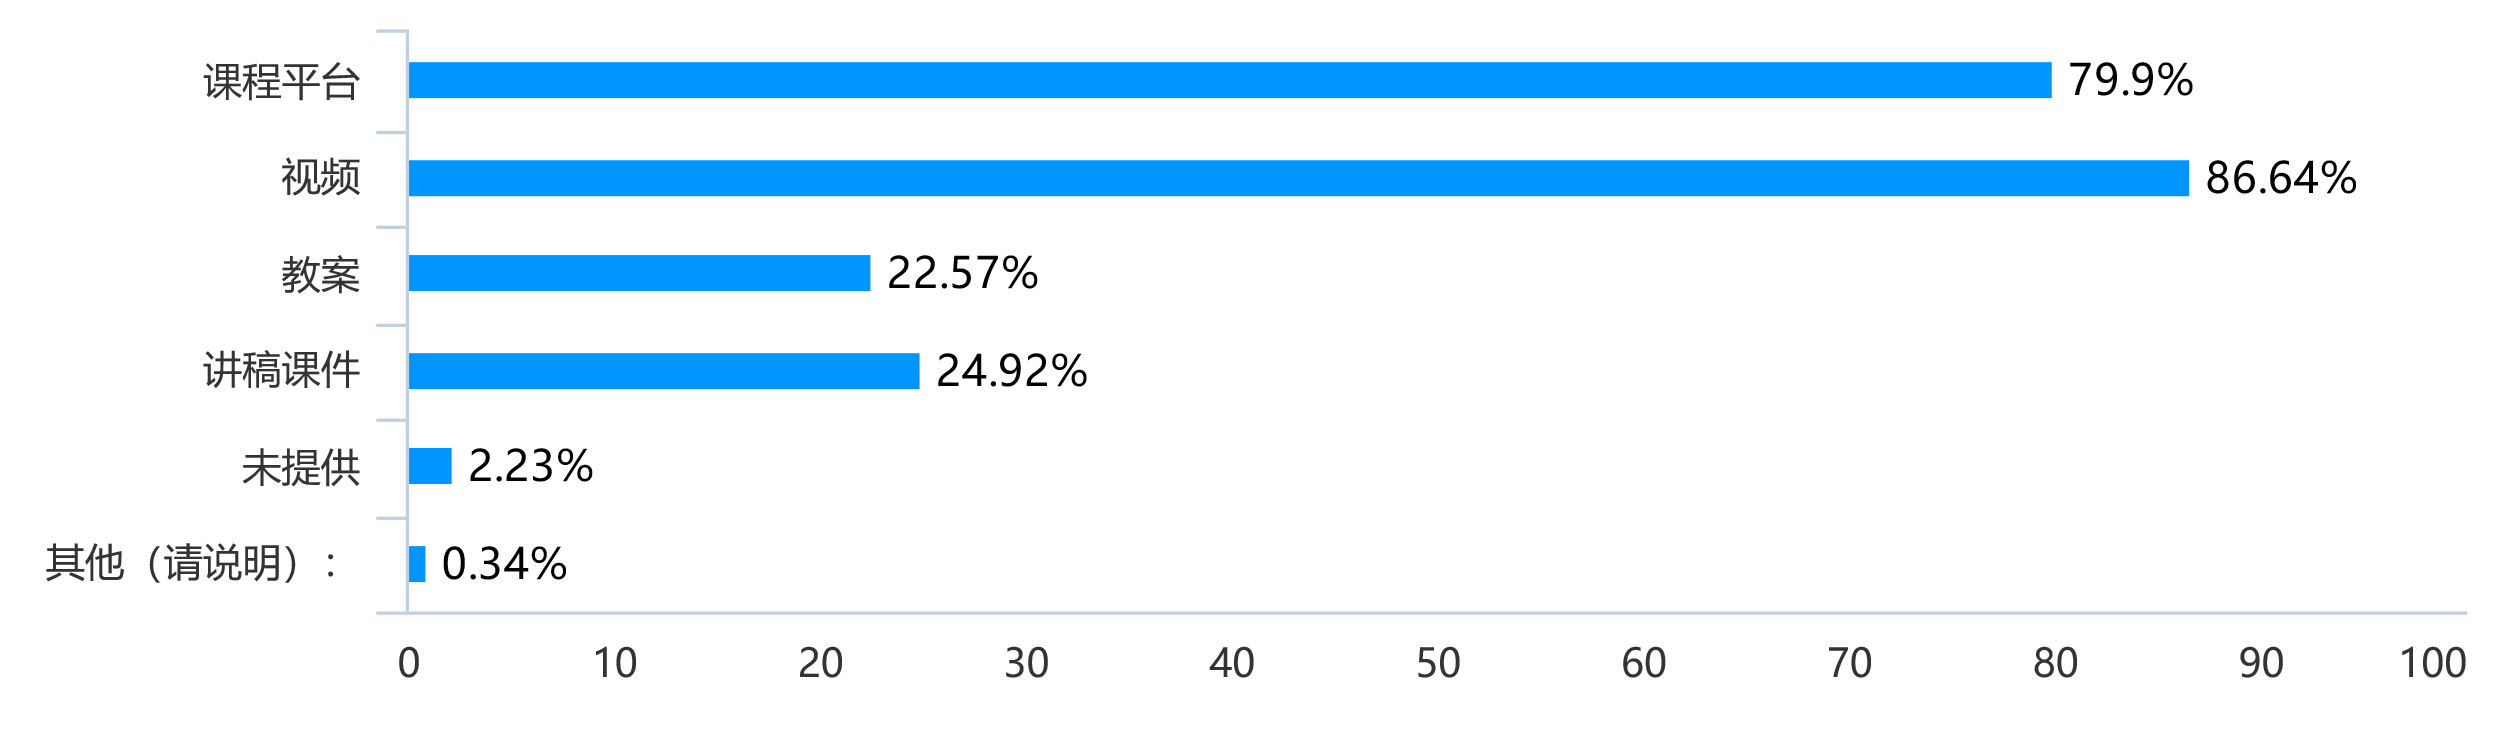 课程平台 79.9%
视频 86.64%
教案 22.57%
讲稿课件 24.92%
未提供 2.23%
其他（请说明）： 0.34%
0 10 20 30 40 50 60 70 80 90 100